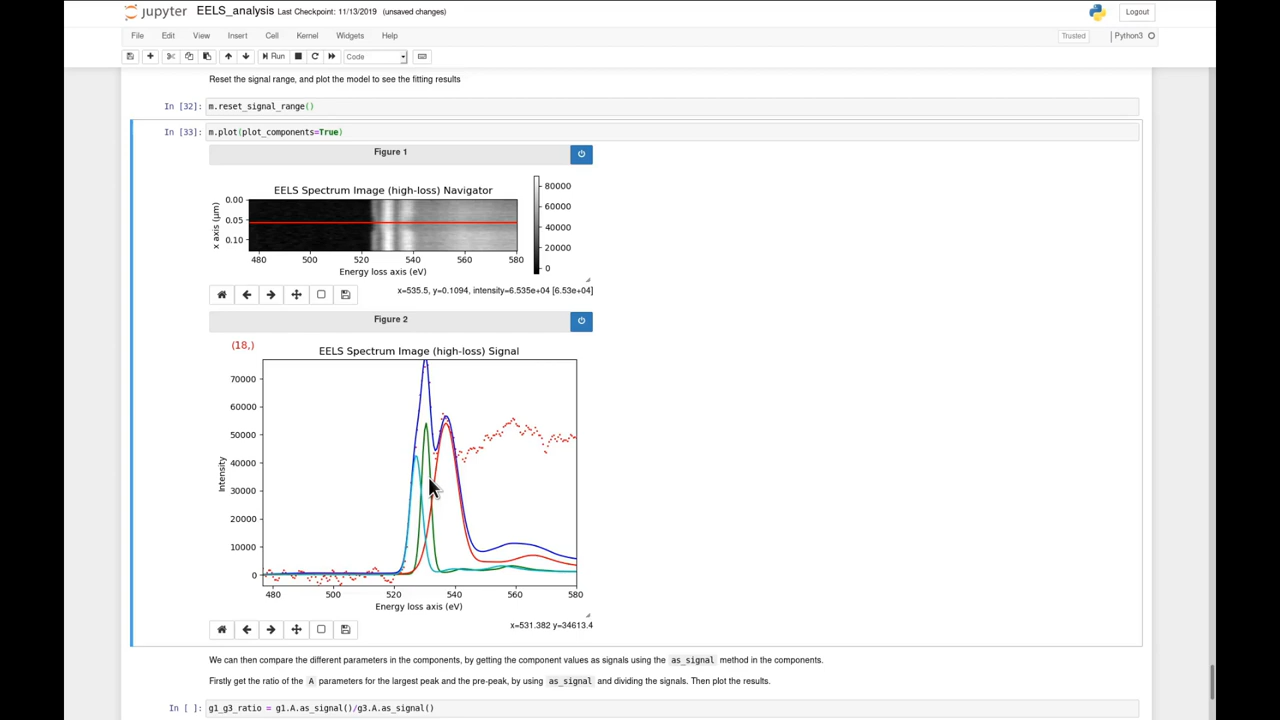 jupyter EELS_analysis Last Checkpoint: 11/13/2019 (unsaved changes) Logout
File Edit View Insert Cell Kernel Widgets Help Trusted Python3
Run Code
Reset the signal range, and plot the model to see the fitting results
In [32]: m.reset_signal_range()
In [33]: m.plot(plot_components=True)
Figure 1
EELS Spectrum Image (high-loss) Navigator
x axis (µm)
0.00
0.05
0.10
80000
60000
40000
20000
0
480 500 520 540 560 580
Energy loss axis (eV)
x=535.5, y=0.1094, intensity=6.535e+04 [6.53e+04]
Figure 2
(18,)
EELS Spectrum Image (high-loss) Signal
Intensity
70000
60000
50000
40000
30000
20000
10000
0
480 500 520 540 560 580
Energy loss axis (eV)
x=531.382 y=34613.4
We can then compare the different parameters in the components, by getting the component values as signals using the as_signal method in the components.
Firstly get the ratio of the A parameters for the largest peak and the pre-peak, by using as_signal and dividing the signals. Then plot the results.
In [ ]: g1_g3_ratio = g1.A.as_signal()/g3.A.as_signal()